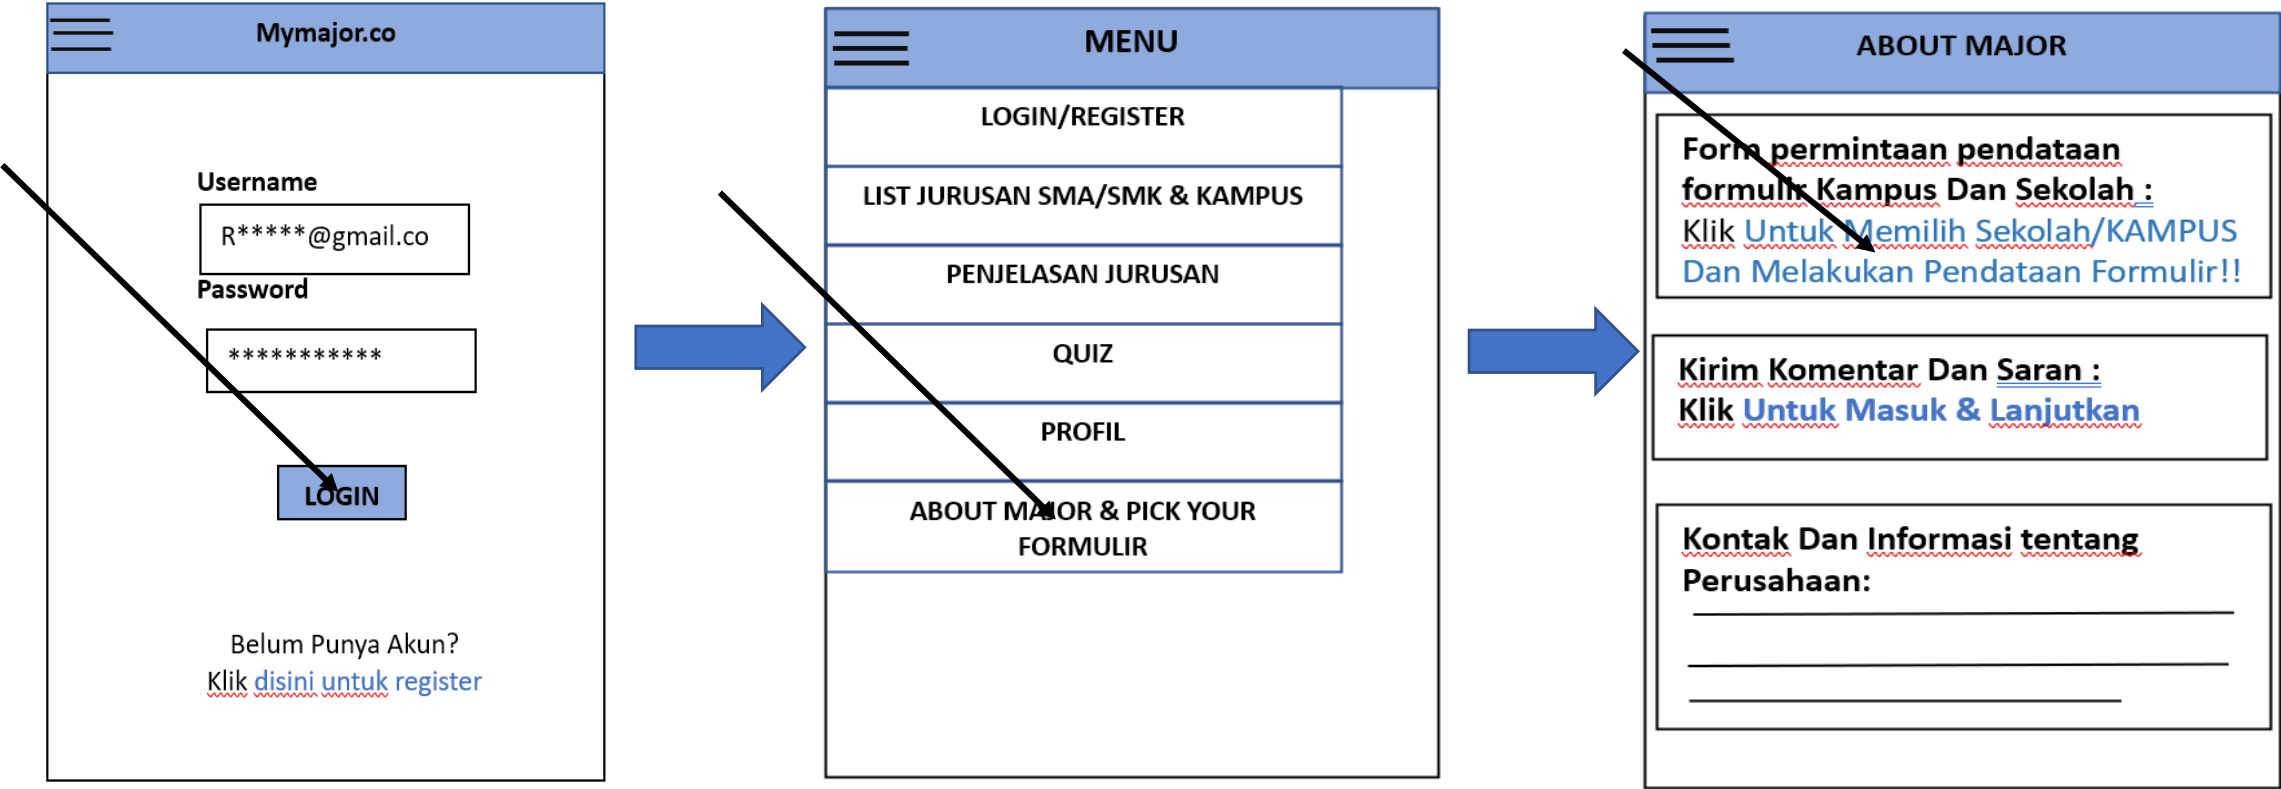 Mymajor.co
Username
R*****@gmail.co
Password
***********
LOGIN
Belum Punya Akun?
Klik disini untuk register
MENU
LOGIN/REGISTER
LIST JURUSAN SMA/SMK & KAMPUS
PENJELASAN JURUSAN
QUIZ
PROFIL
ABOUT MAJOR & PICK YOUR
FORMULIR
ABOUT MAJOR
Form permintaan pendataan
formulir Kampus Dan Sekolah :
Klik Untuk Memilih Sekolah/KAMPUS
Dan Melakukan Pendataan Formulir!!
Kirim Komentar Dan Saran :
Klik Untuk Masuk & Lanjutkan
Kontak Dan Informasi tentang
Perusahaan: